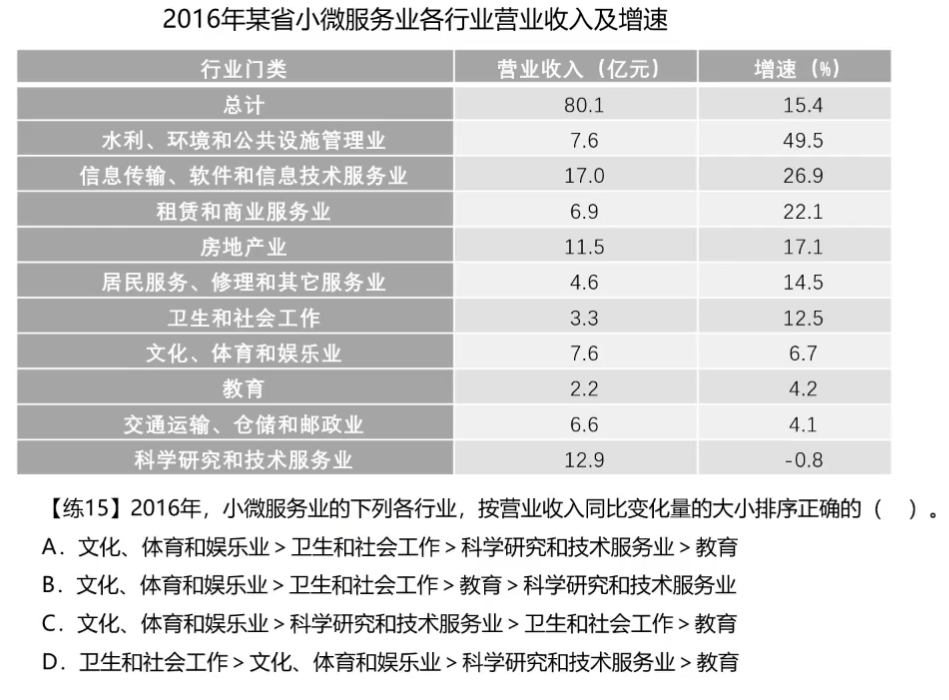 2016年某省小微服务业各行业营业收入及增速
行业门类 营业收入（亿元） 增速（%）
总计 80.1 15.4
水利、环境和公共设施管理业 7.6 49.5
信息传输、软件和信息技术服务业 17.0 26.9
租赁和商业服务业 6.9 22.1
房地产业 11.5 17.1
居民服务、修理和其它服务业 4.6 14.5
卫生和社会工作 3.3 12.5
文化、体育和娱乐业 7.6 6.7
教育 2.2 4.2
交通运输、仓储和邮政业 6.6 4.1
科学研究和技术服务业 12.9 -0.8
【练15】2016年，小微服务业的下列各行业，按营业收入同比变化量的大小排序正确的（ ）。
A．文化、体育和娱乐业＞卫生和社会工作＞科学研究和技术服务业＞教育
B．文化、体育和娱乐业＞卫生和社会工作＞教育＞科学研究和技术服务业
C．文化、体育和娱乐业＞科学研究和技术服务业＞卫生和社会工作＞教育
D．卫生和社会工作＞文化、体育和娱乐业＞科学研究和技术服务业＞教育